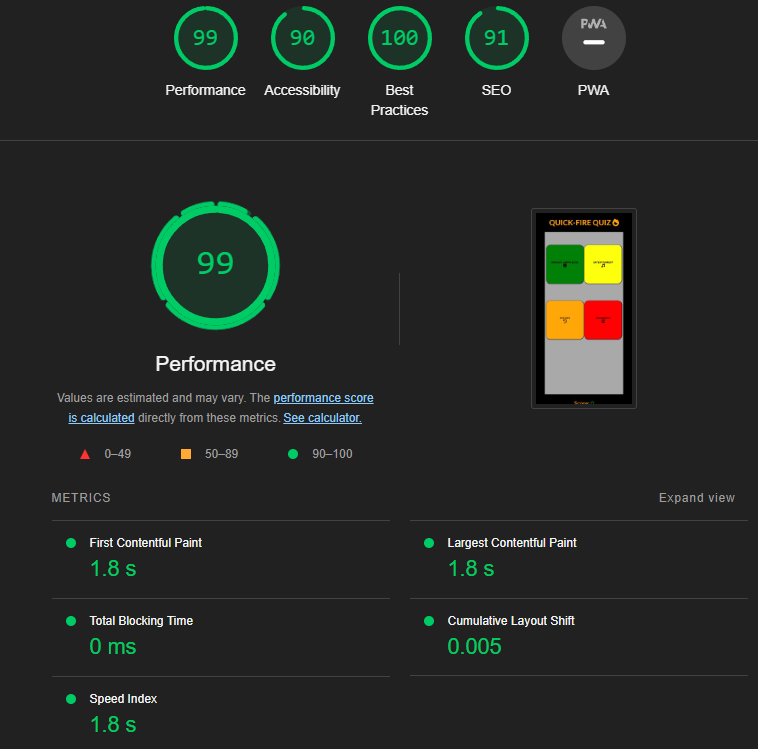 99
90
100
91
PWA
Performance
Accessibility
Best
Practices
SEO
PWA
99
Performance
Values are estimated and may vary. The performance score
is calculated directly from these metrics. See calculator.
0–49
50–89
90–100
QUICK-FIRE QUIZ
METRICS
Expand view
First Contentful Paint
1.8 s
Largest Contentful Paint
1.8 s
Total Blocking Time
0 ms
Cumulative Layout Shift
0.005
Speed Index
1.8 s